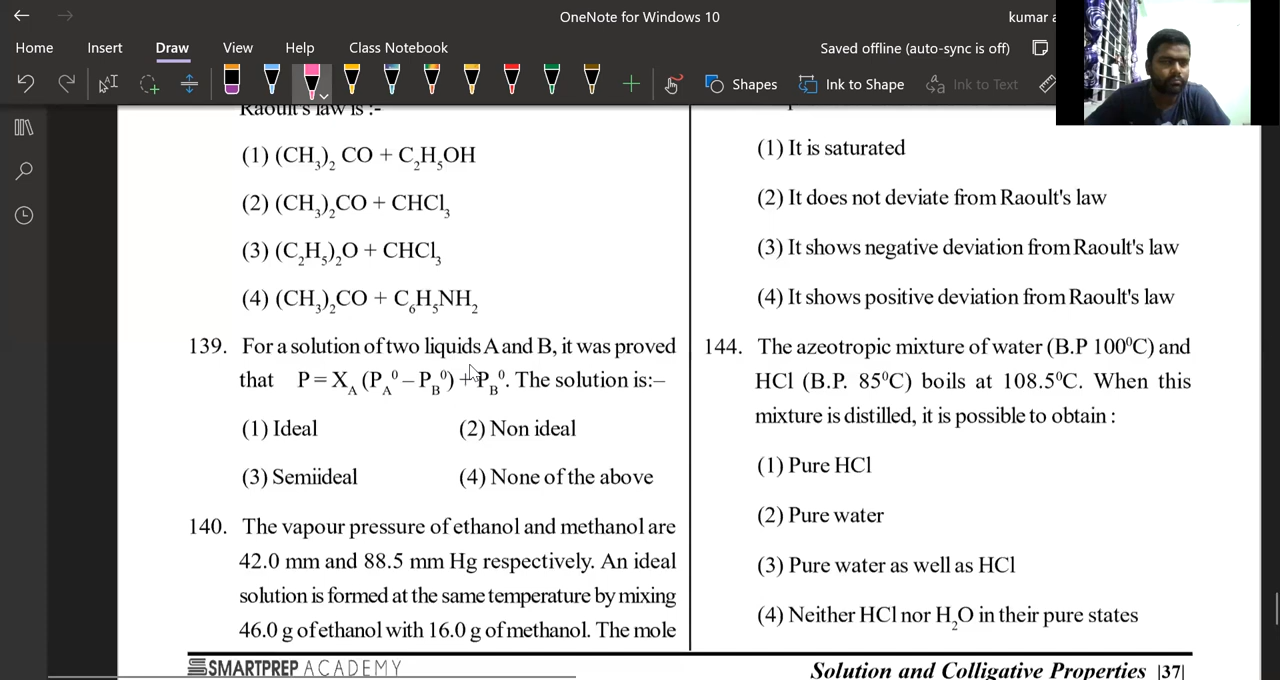 OneNote for Windows 10
kumar a
Home Insert Draw View Help Class Notebook
Saved offline (auto-sync is off)
Shapes Ink to Shape Ink to Text
Raoult's law is :-
(1) (CH₃)₂ CO + C₂H₅OH
(2) (CH₃)₂CO + CHCl₃
(3) (C₂H₅)₂O + CHCl₃
(4) (CH₃)₂CO + C₆H₅NH₂
139. For a solution of two liquids A and B, it was proved
that P = X_A (P_A⁰ – P_B⁰) + P_B⁰. The solution is:–
(1) Ideal (2) Non ideal
(3) Semiideal (4) None of the above
140. The vapour pressure of ethanol and methanol are
42.0 mm and 88.5 mm Hg respectively. An ideal
solution is formed at the same temperature by mixing
46.0 g of ethanol with 16.0 g of methanol. The mole
(1) It is saturated
(2) It does not deviate from Raoult's law
(3) It shows negative deviation from Raoult's law
(4) It shows positive deviation from Raoult's law
144. The azeotropic mixture of water (B.P 100⁰C) and
HCl (B.P. 85⁰C) boils at 108.5⁰C. When this
mixture is distilled, it is possible to obtain :
(1) Pure HCl
(2) Pure water
(3) Pure water as well as HCl
(4) Neither HCl nor H₂O in their pure states
SMARTPREP ACADEMY
Solution and Colligative Properties |37|